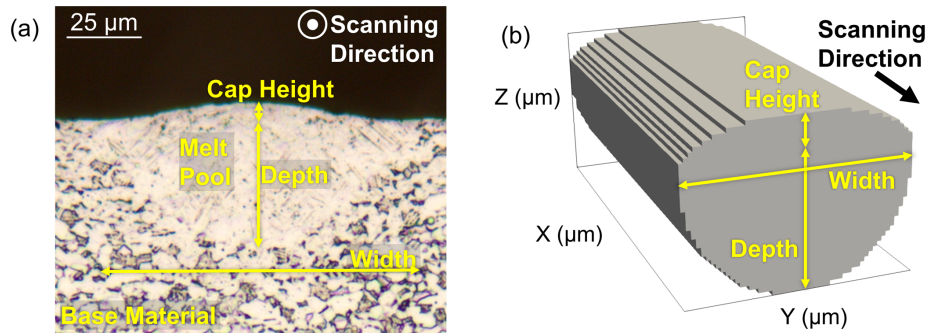 (a)
25 µm
Scanning
Direction
Cap Height
Melt
Pool
Depth
Width
Base Material
(b)
Scanning
Direction
Cap
Height
Z (µm)
Width
X (µm)
Depth
Y (µm)